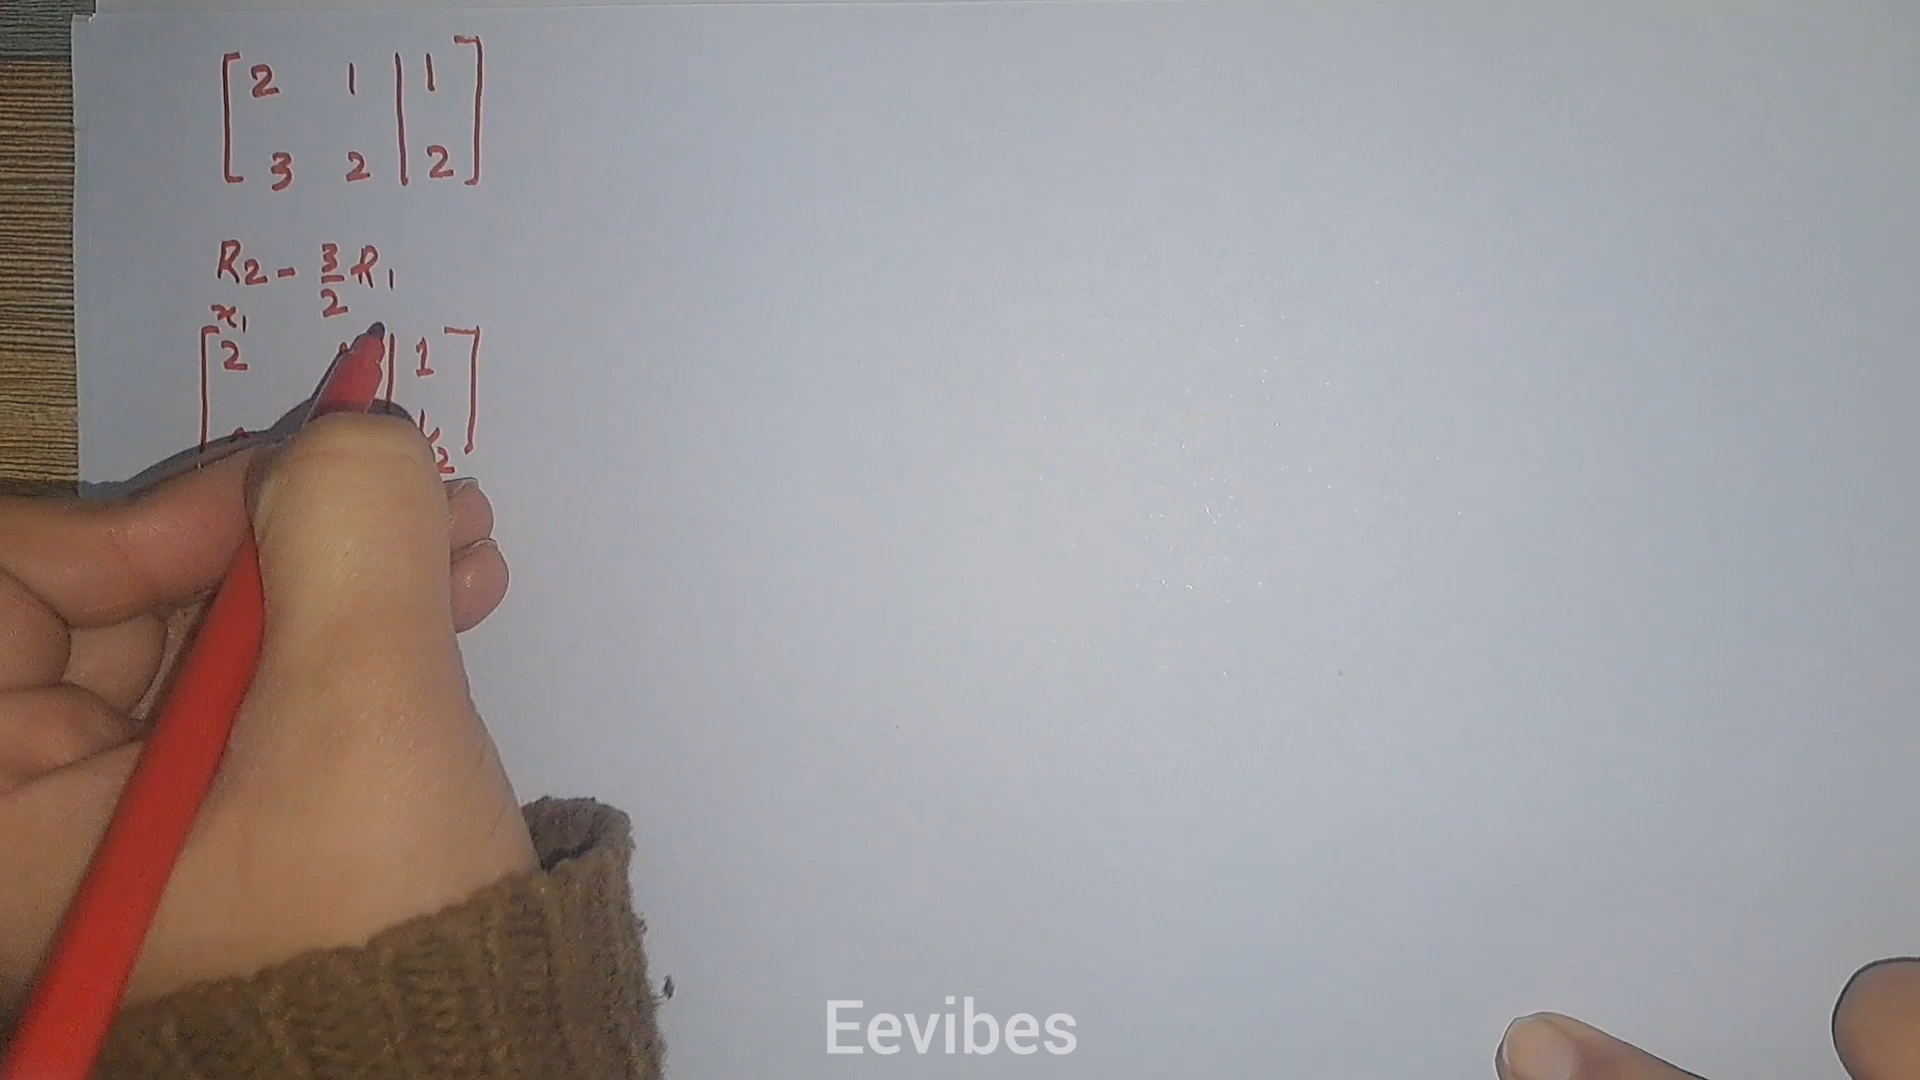 2 1 | 1
3 2 | 2
R2 - 3/2 R1
x1
2 | 1
2
Eevibes